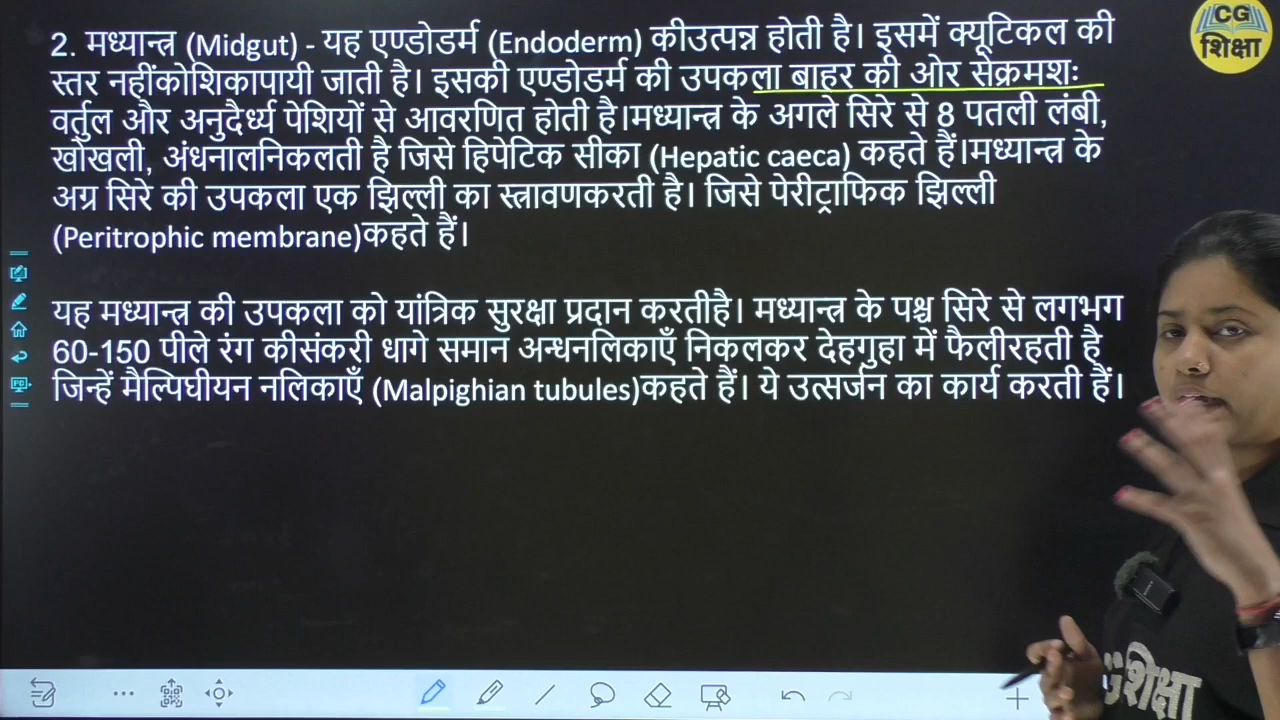 2. मध्यान्त्र (Midgut) - यह एण्डोडर्म (Endoderm) कीउत्पन्न होती है। इसमें क्यूटिकल की
स्तर नहींकोशिकापायी जाती है। इसकी एण्डोडर्म की उपकला बाहर की ओर सेक्रमशः
वर्तुल और अनुदैर्ध्य पेशियों से आवरणित होती है।मध्यान्त्र के अगले सिरे से 8 पतली लंबी,
खोखली, अंधनालनिकलती है जिसे हिपेटिक सीका (Hepatic caeca) कहते हैं।मध्यान्त्र के
अग्र सिरे की उपकला एक झिल्ली का स्त्रावणकरती है। जिसे पेरीट्राफिक झिल्ली
(Peritrophic membrane)कहते हैं।
यह मध्यान्त्र की उपकला को यांत्रिक सुरक्षा प्रदान करतीहै। मध्यान्त्र के पश्च सिरे से लगभग
60-150 पीले रंग कीसंकरी धागे समान अन्धनलिकाएँ निकलकर देहगुहा में फैलीरहती है
जिन्हें मैल्पिघीयन नलिकाएँ (Malpighian tubules)कहते हैं। ये उत्सर्जन का कार्य करती हैं।
CG
शिक्षा
शिक्षा